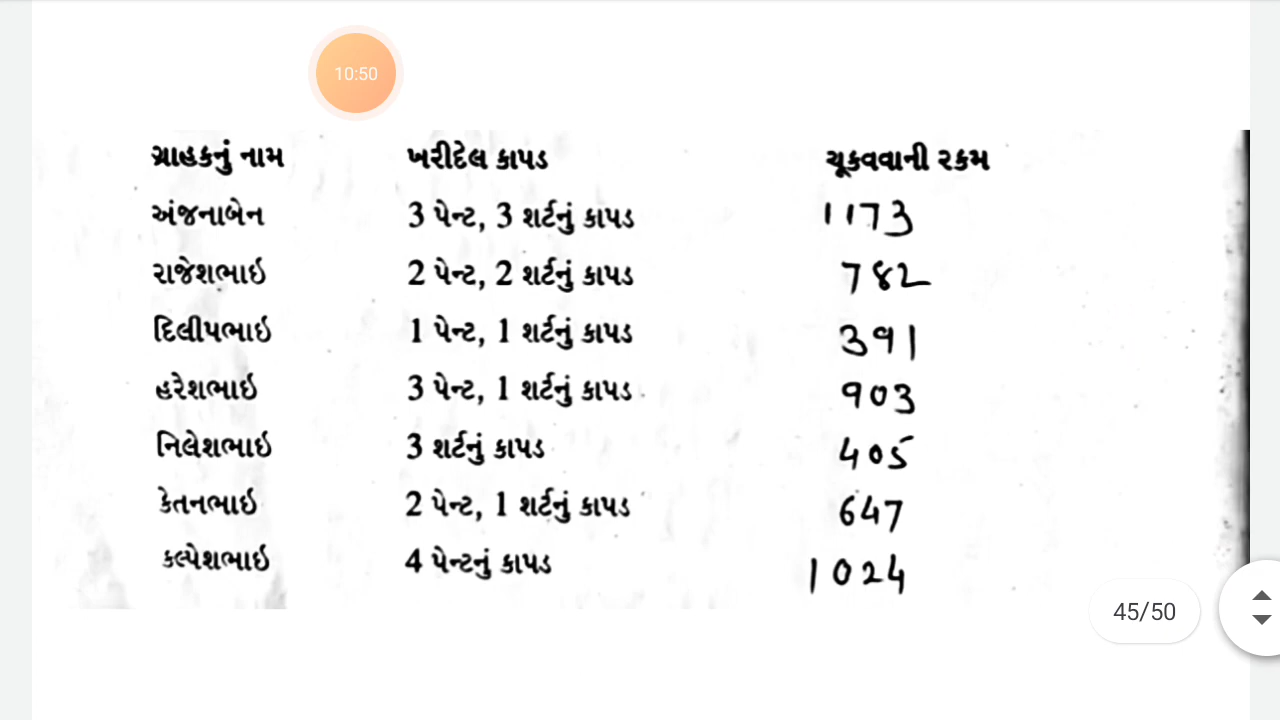 10:50
ગ્રાહકનું નામ ખરીદેલ કાપડ ચૂકવવાની રકમ
અંજનાબેન 3 પેન્ટ, 3 શર્ટનું કાપડ 1173
રાજેશભાઇ 2 પેન્ટ, 2 શર્ટનું કાપડ 782
દિલીપભાઇ 1 પેન્ટ, 1 શર્ટનું કાપડ 391
હરેશભાઇ 3 પેન્ટ, 1 શર્ટનું કાપડ 903
નિલેશભાઇ 3 શર્ટનું કાપડ 405
કેતનભાઇ 2 પેન્ટ, 1 શર્ટનું કાપડ 647
કલ્પેશભાઇ 4 પેન્ટનું કાપડ 1024
45/50